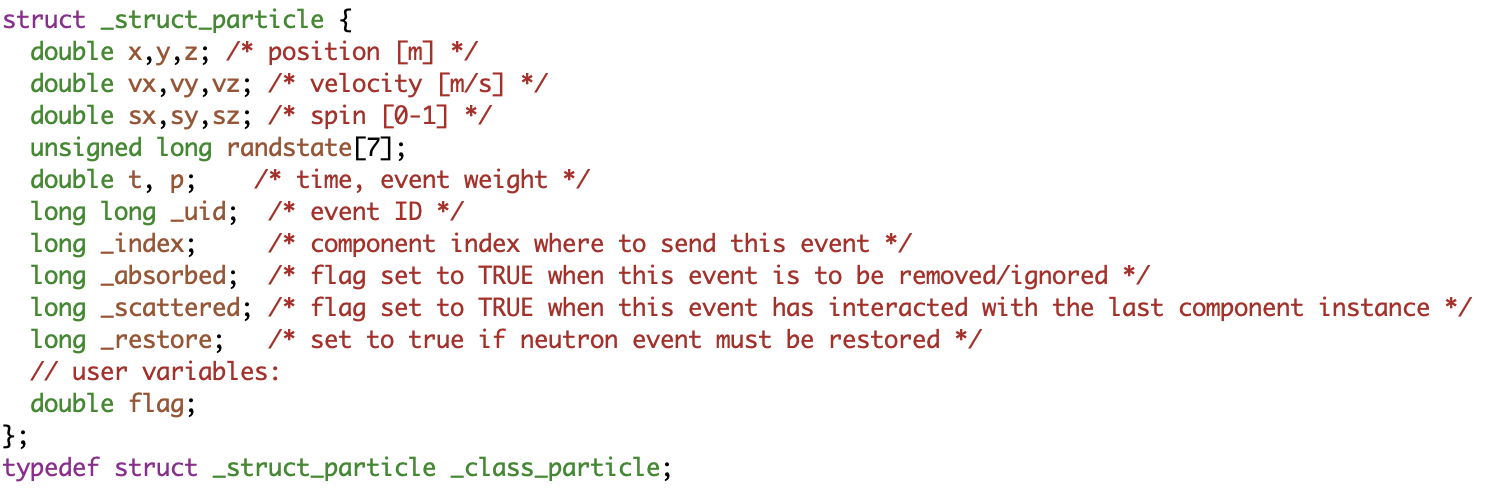 struct _struct_particle {
  double x,y,z; /* position [m] */
  double vx,vy,vz; /* velocity [m/s] */
  double sx,sy,sz; /* spin [0-1] */
  unsigned long randstate[7];
  double t, p;    /* time, event weight */
  long long _uid;  /* event ID */
  long _index;     /* component index where to send this event */
  long _absorbed;  /* flag set to TRUE when this event is to be removed/ignored */
  long _scattered; /* flag set to TRUE when this event has interacted with the last component instance */
  long _restore;   /* set to true if neutron event must be restored */
  // user variables:
  double flag;
};
typedef struct _struct_particle _class_particle;